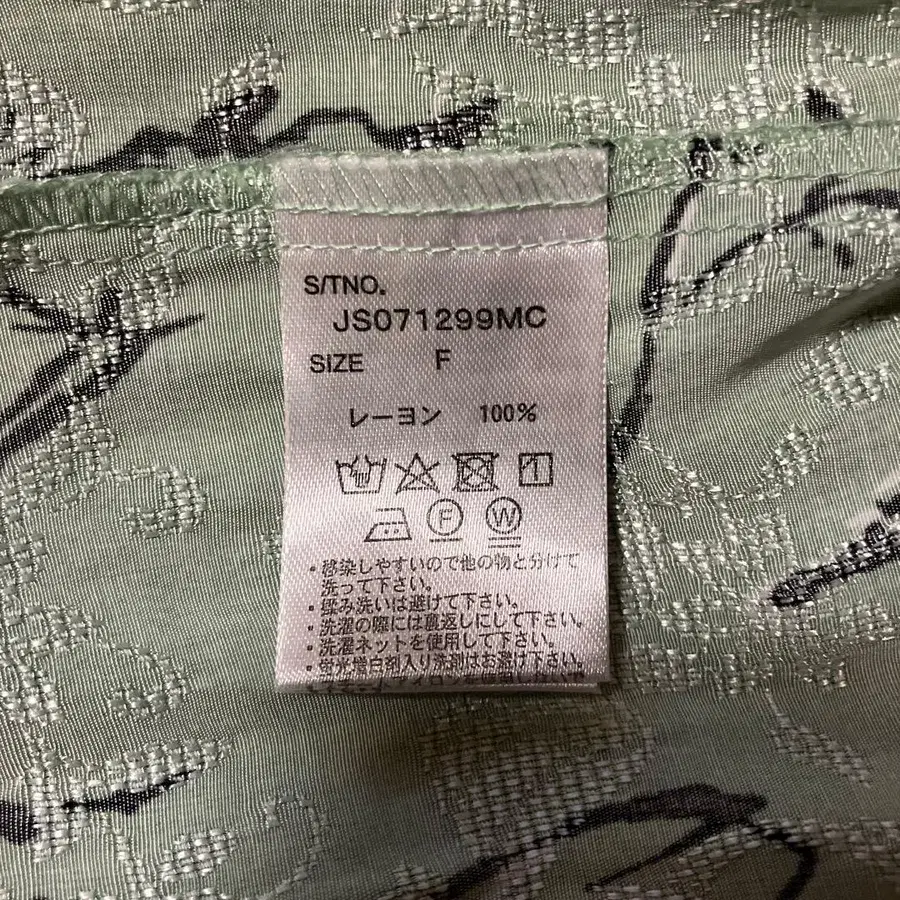 S/TNO.
JS071299MC
SIZE F
レーヨン 100%
F W
・移染しやすいので他の物と分けて
洗って下さい。
・揉み洗いは避けて下さい。
・洗濯の際には裏返しにして下さい。
・洗濯ネットを使用して下さい。
・蛍光増白剤入り洗剤はお避け下さい。